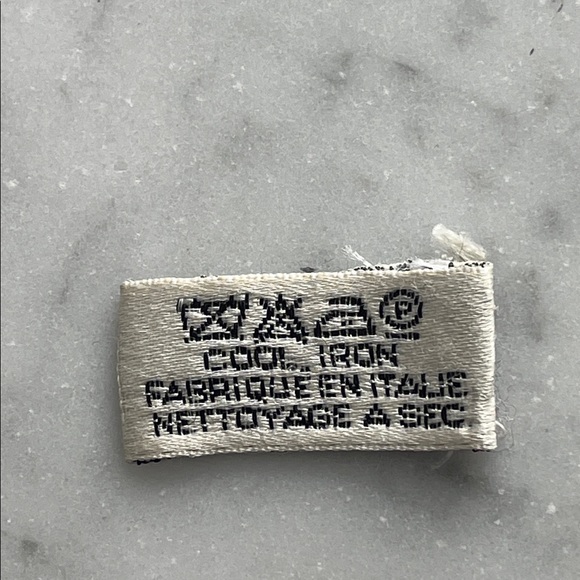 P
COOL IRON
FABRIQUE EN ITALIE
NETTOYAGE A SEC